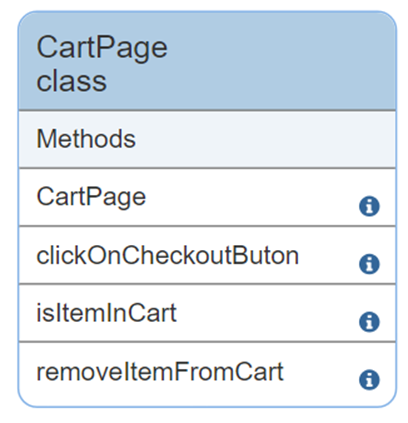 CartPage
class
Methods
CartPage
clickOnCheckoutButon
isItemInCart
removeItemFromCart